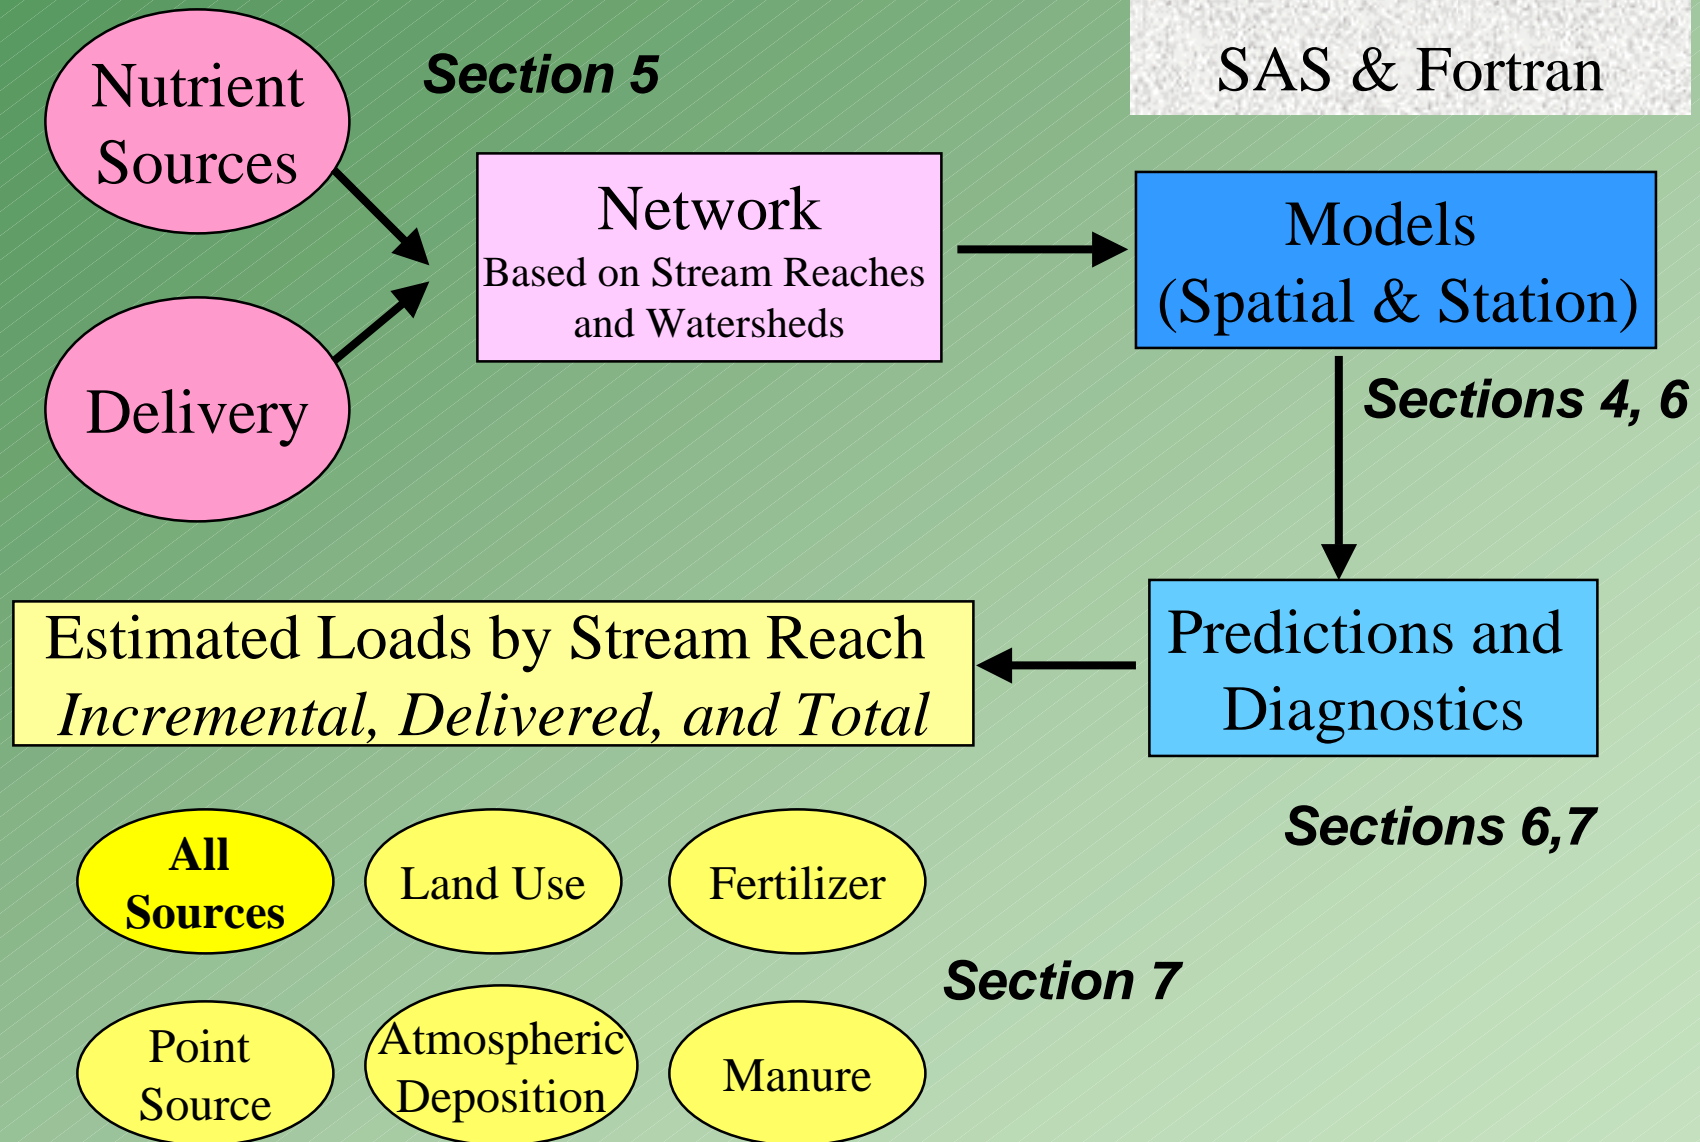 Nutrient
Sources
Section 5
SAS & Fortran
Network
Based on Stream Reaches
and Watersheds
Models
(Spatial & Station)
Delivery
Sections 4, 6
Estimated Loads by Stream Reach
Incremental, Delivered, and Total
Predictions and
Diagnostics
Sections 6,7
All
Sources
Land Use
Fertilizer
Section 7
Point
Source
Atmospheric
Deposition
Manure